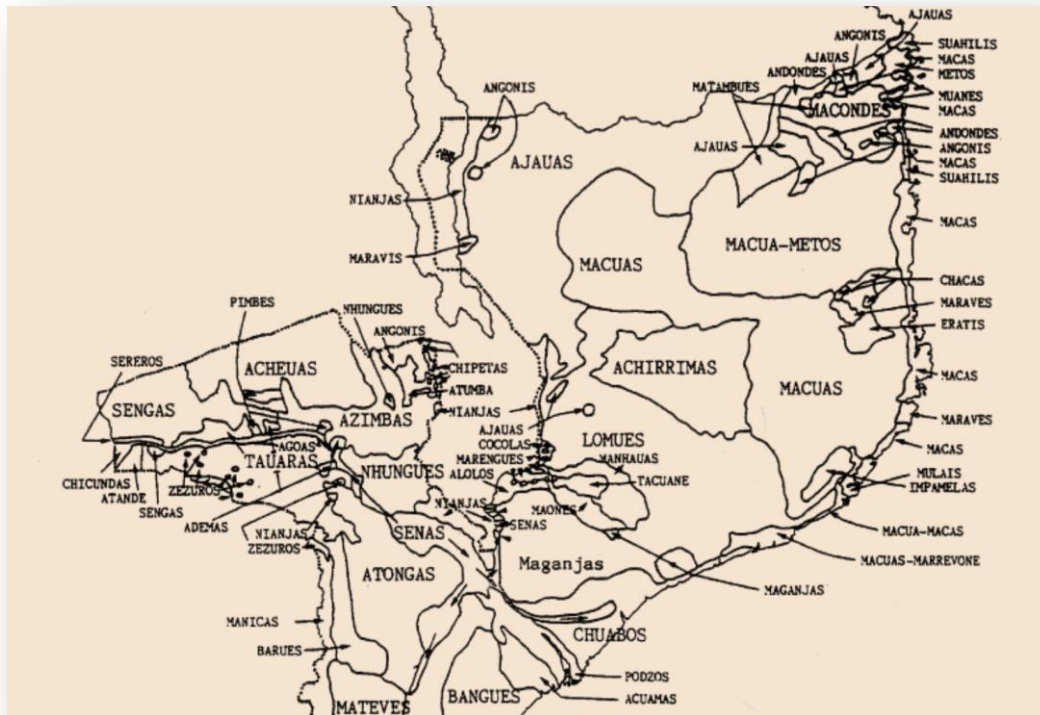 AJAUAS
ANGONIS
SUAHILIS
AJAUAS
MACAS
ANDONDES
METOS
ANGONIS
MATAMBUES
MUANES
MACONDES
MACAS
ANDONDES
AJAUAS
ANGONIS
AJAUAS
MACAS
SUAHILIS
NIANJAS
MACAS
MACUA-METOS
MARAVIS
MACUAS
CHACAS
PIMBES
NHUNGUES
MARAVES
ANGONIS
ERATIS
SEREROS
ACHEUAS
CHIPETAS
ACHIRRIMAS
MACAS
ATUMBA
MACUAS
SENGAS
AZIMBAS
NIANJAS
MARAVES
AJAUAS
COCOLAS
LOMUES
AGOAS
MACAS
TAUARAS
MARENGUES
MANHAUAS
NHUNGUES
ALOLOS
MULAIS
CHICUNDAS
ZEZUROS
TACUANE
IMPAMELAS
ATANDE
NIANJAS
SENGAS
MAONES
ADEMAS
SENAS
NIANJAS
SENAS
MACUA-MACAS
ZEZUROS
MACUAS-MARREVONE
Maganjas
ATONGAS
MAGANJAS
MANICAS
CHUABOS
BARUES
PODZOS
BANGUES
ACUAMAS
MATEVES